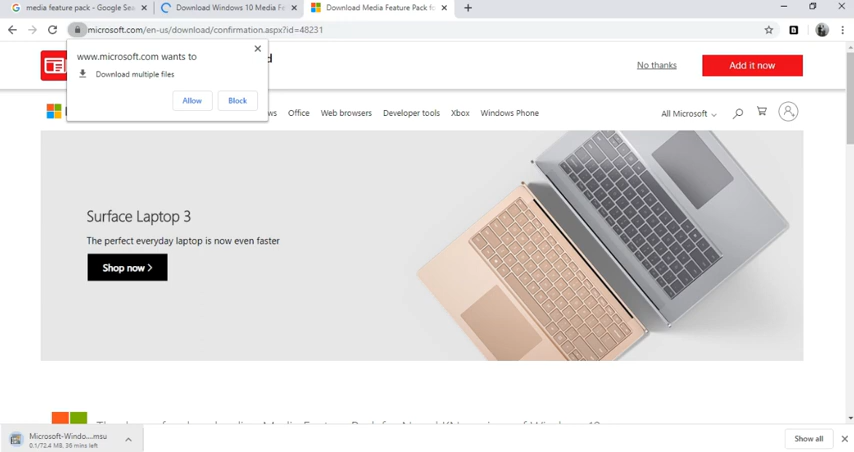 media feature pack - Google Sea
Download Windows 10 Media Fe
Download Media Feature Pack fo
microsoft.com/en-us/download/confirmation.aspx?id=48231
www.microsoft.com wants to
Download multiple files
Allow
Block
No thanks
Add it now
Office
Web browsers
Developer tools
Xbox
Windows Phone
All Microsoft
Surface Laptop 3
The perfect everyday laptop is now even faster
Shop now >
Microsoft-Windo....msu
0.1/72.4 MB, 36 mins left
Show all